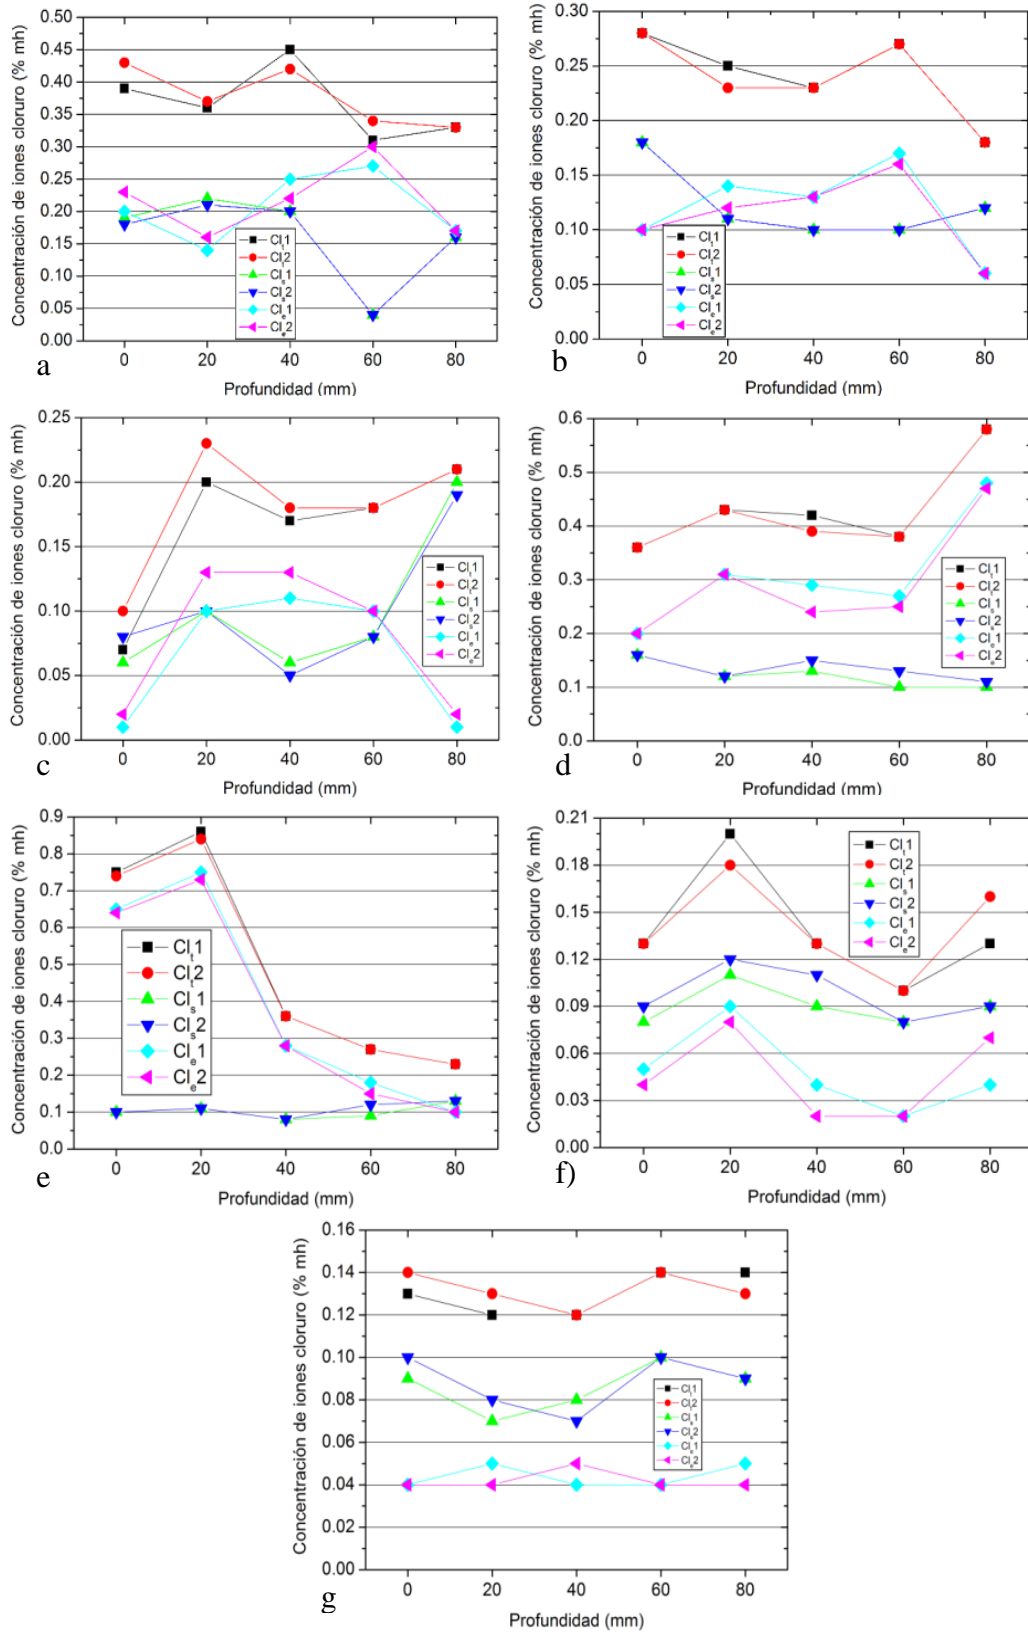 Concentración de iones cloruro (% mh)
0.50
0.45
0.40
0.35
0.30
0.25
0.20
0.15
0.10
0.05
0.00
Cl_t1
Cl_t2
Cl_s1
Cl_s2
Cl_e1
Cl_e2
0 20 40 60 80
Profundidad (mm)
a
Concentración de iones cloruro (% mh)
0.30
0.25
0.20
0.15
0.10
0.05
0.00
Cl_t1
Cl_t2
Cl_s1
Cl_s2
Cl_e1
Cl_e2
0 20 40 60 80
Profundidad (mm)
b
Concentración de iones cloruro (% mh)
0.25
0.20
0.15
0.10
0.05
0.00
Cl_t1
Cl_t2
Cl_s1
Cl_s2
Cl_e1
Cl_e2
0 20 40 60 80
Profundidad (mm)
c
Concentración de iones cloruro (% mh)
0.6
0.5
0.4
0.3
0.2
0.1
0.0
Cl_t1
Cl_t2
Cl_s1
Cl_s2
Cl_e1
Cl_e2
0 20 40 60 80
Profundidad (mm)
d
Concentración de iones cloruro (% mh)
0.9
0.8
0.7
0.6
0.5
0.4
0.3
0.2
0.1
0.0
Cl_t1
Cl_t2
Cl_s1
Cl_s2
Cl_e1
Cl_e2
0 20 40 60 80
Profundidad (mm)
e
Concentración de iones cloruro (% mh)
0.21
0.18
0.15
0.12
0.09
0.06
0.03
0.00
Cl_t1
Cl_t2
Cl_s1
Cl_s2
Cl_e1
Cl_e2
0 20 40 60 80
Profundidad (mm)
f)
Concentración de iones cloruro (% mh)
0.16
0.14
0.12
0.10
0.08
0.06
0.04
0.02
0.00
Cl_t1
Cl_t2
Cl_s1
Cl_s2
Cl_e1
Cl_e2
0 20 40 60 80
Profundidad (mm)
g